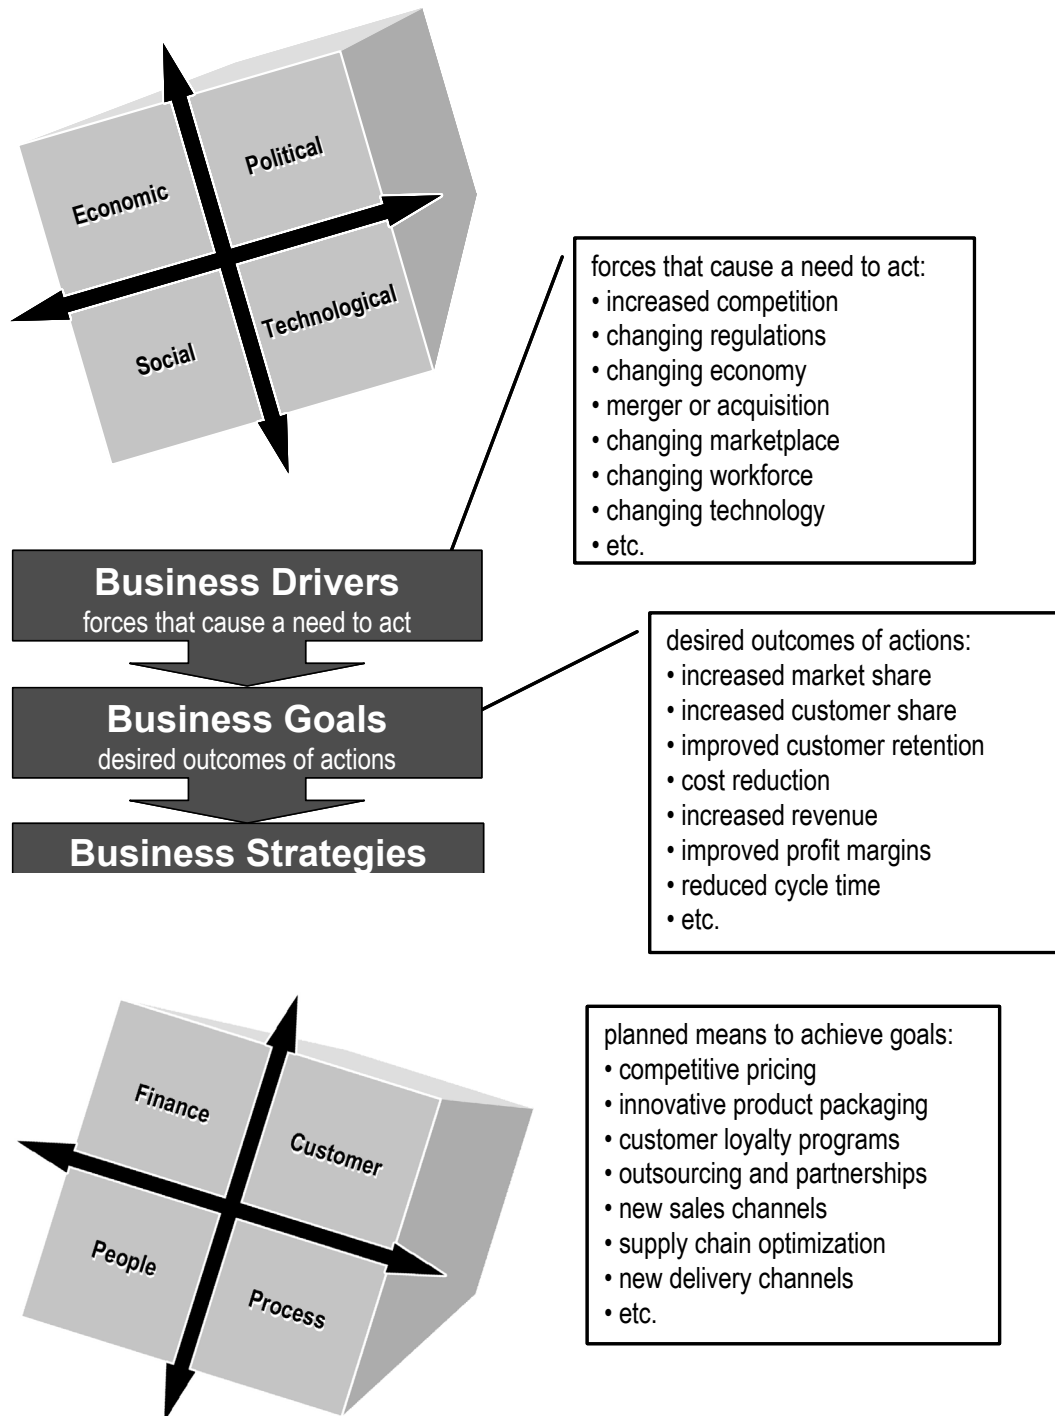 Political
Economic
Technological
Social
forces that cause a need to act:
• increased competition
• changing regulations
• changing economy
• merger or acquisition
• changing marketplace
• changing workforce
• changing technology
• etc.
Business Drivers
forces that cause a need to act
Business Goals
desired outcomes of actions
Business Strategies
desired outcomes of actions:
• increased market share
• increased customer share
• improved customer retention
• cost reduction
• increased revenue
• improved profit margins
• reduced cycle time
• etc.
Finance
Customer
People
Process
planned means to achieve goals:
• competitive pricing
• innovative product packaging
• customer loyalty programs
• outsourcing and partnerships
• new sales channels
• supply chain optimization
• new delivery channels
• etc.